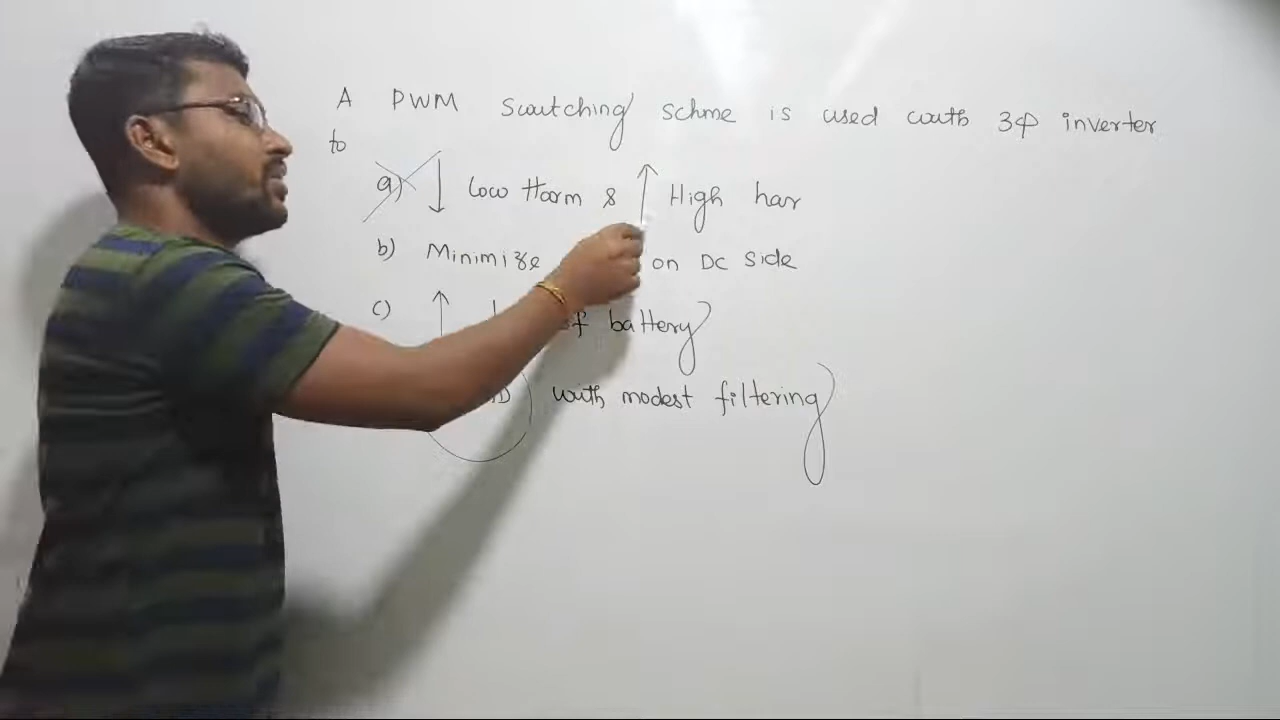 A PWM Switching schme is used with 3φ inverter
to
a) ↓ low Harm & ↑ High har
b) Minimize on DC side
c) ↑ of battery
with modest filtering